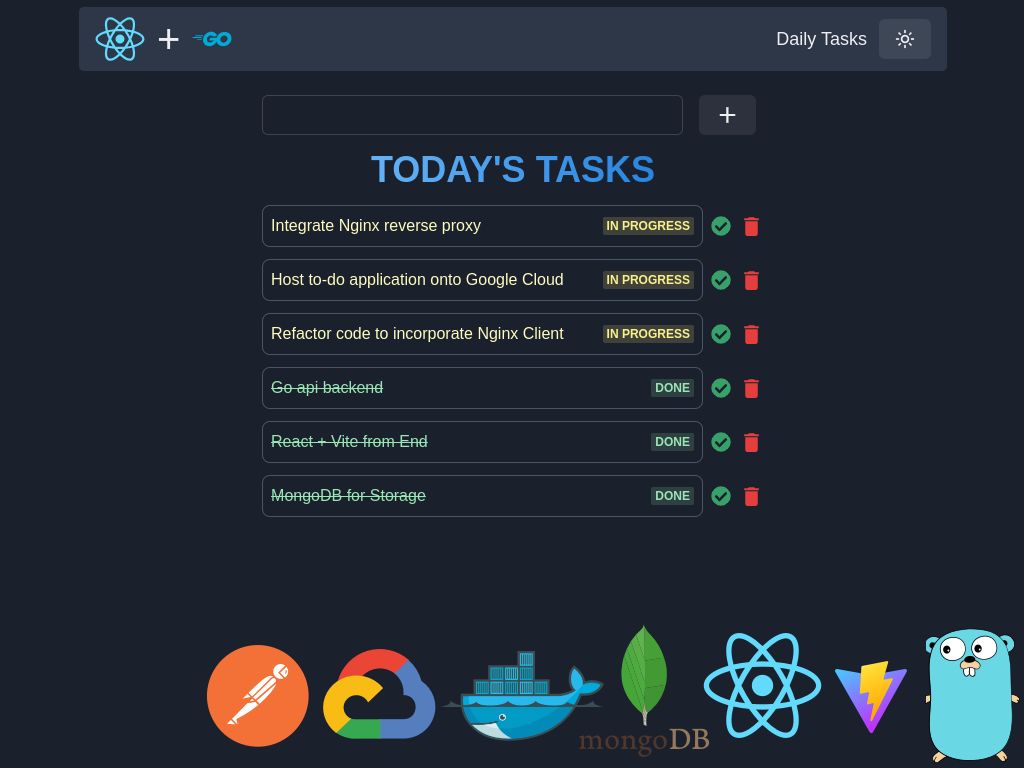 GO
Daily Tasks
TODAY'S TASKS
Integrate Nginx reverse proxy IN PROGRESS
Host to-do application onto Google Cloud IN PROGRESS
Refactor code to incorporate Nginx Client IN PROGRESS
Go api backend DONE
React + Vite from End DONE
MongoDB for Storage DONE
mongoDB